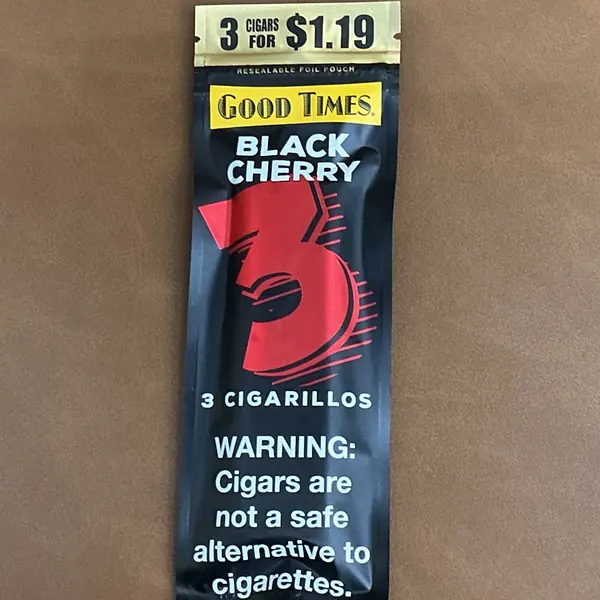 3 CIGARS FOR $1.19
RESEALABLE FOIL POUCH
GOOD TIMES®
BLACK
CHERRY
3
3 CIGARILLOS
WARNING:
Cigars are
not a safe
alternative to
cigarettes.